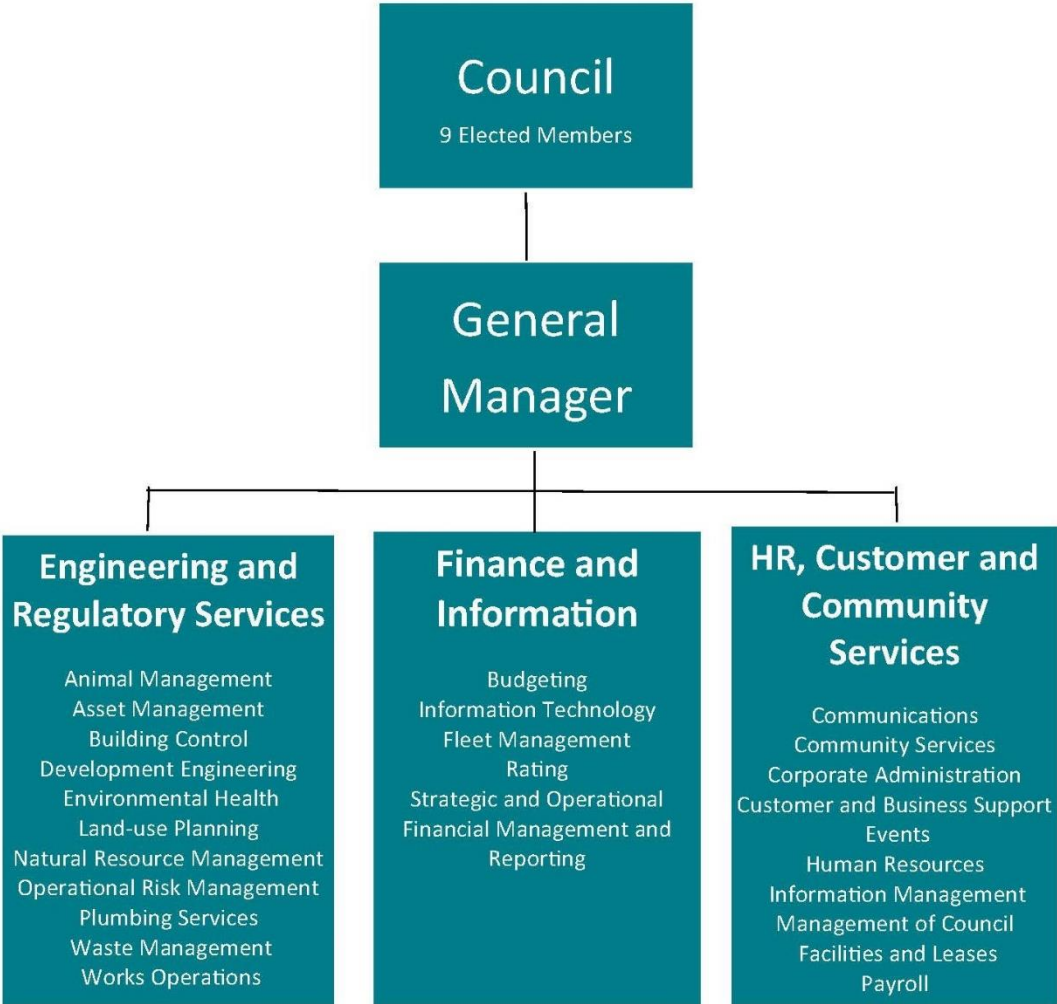 Council
9 Elected Members
General
Manager
Engineering and
Regulatory Services
Animal Management
Asset Management
Building Control
Development Engineering
Environmental Health
Land-use Planning
Natural Resource Management
Operational Risk Management
Plumbing Services
Waste Management
Works Operations
Finance and
Information
Budgeting
Information Technology
Fleet Management
Rating
Strategic and Operational
Financial Management and
Reporting
HR, Customer and
Community
Services
Communications
Community Services
Corporate Administration
Customer and Business Support
Events
Human Resources
Information Management
Management of Council
Facilities and Leases
Payroll